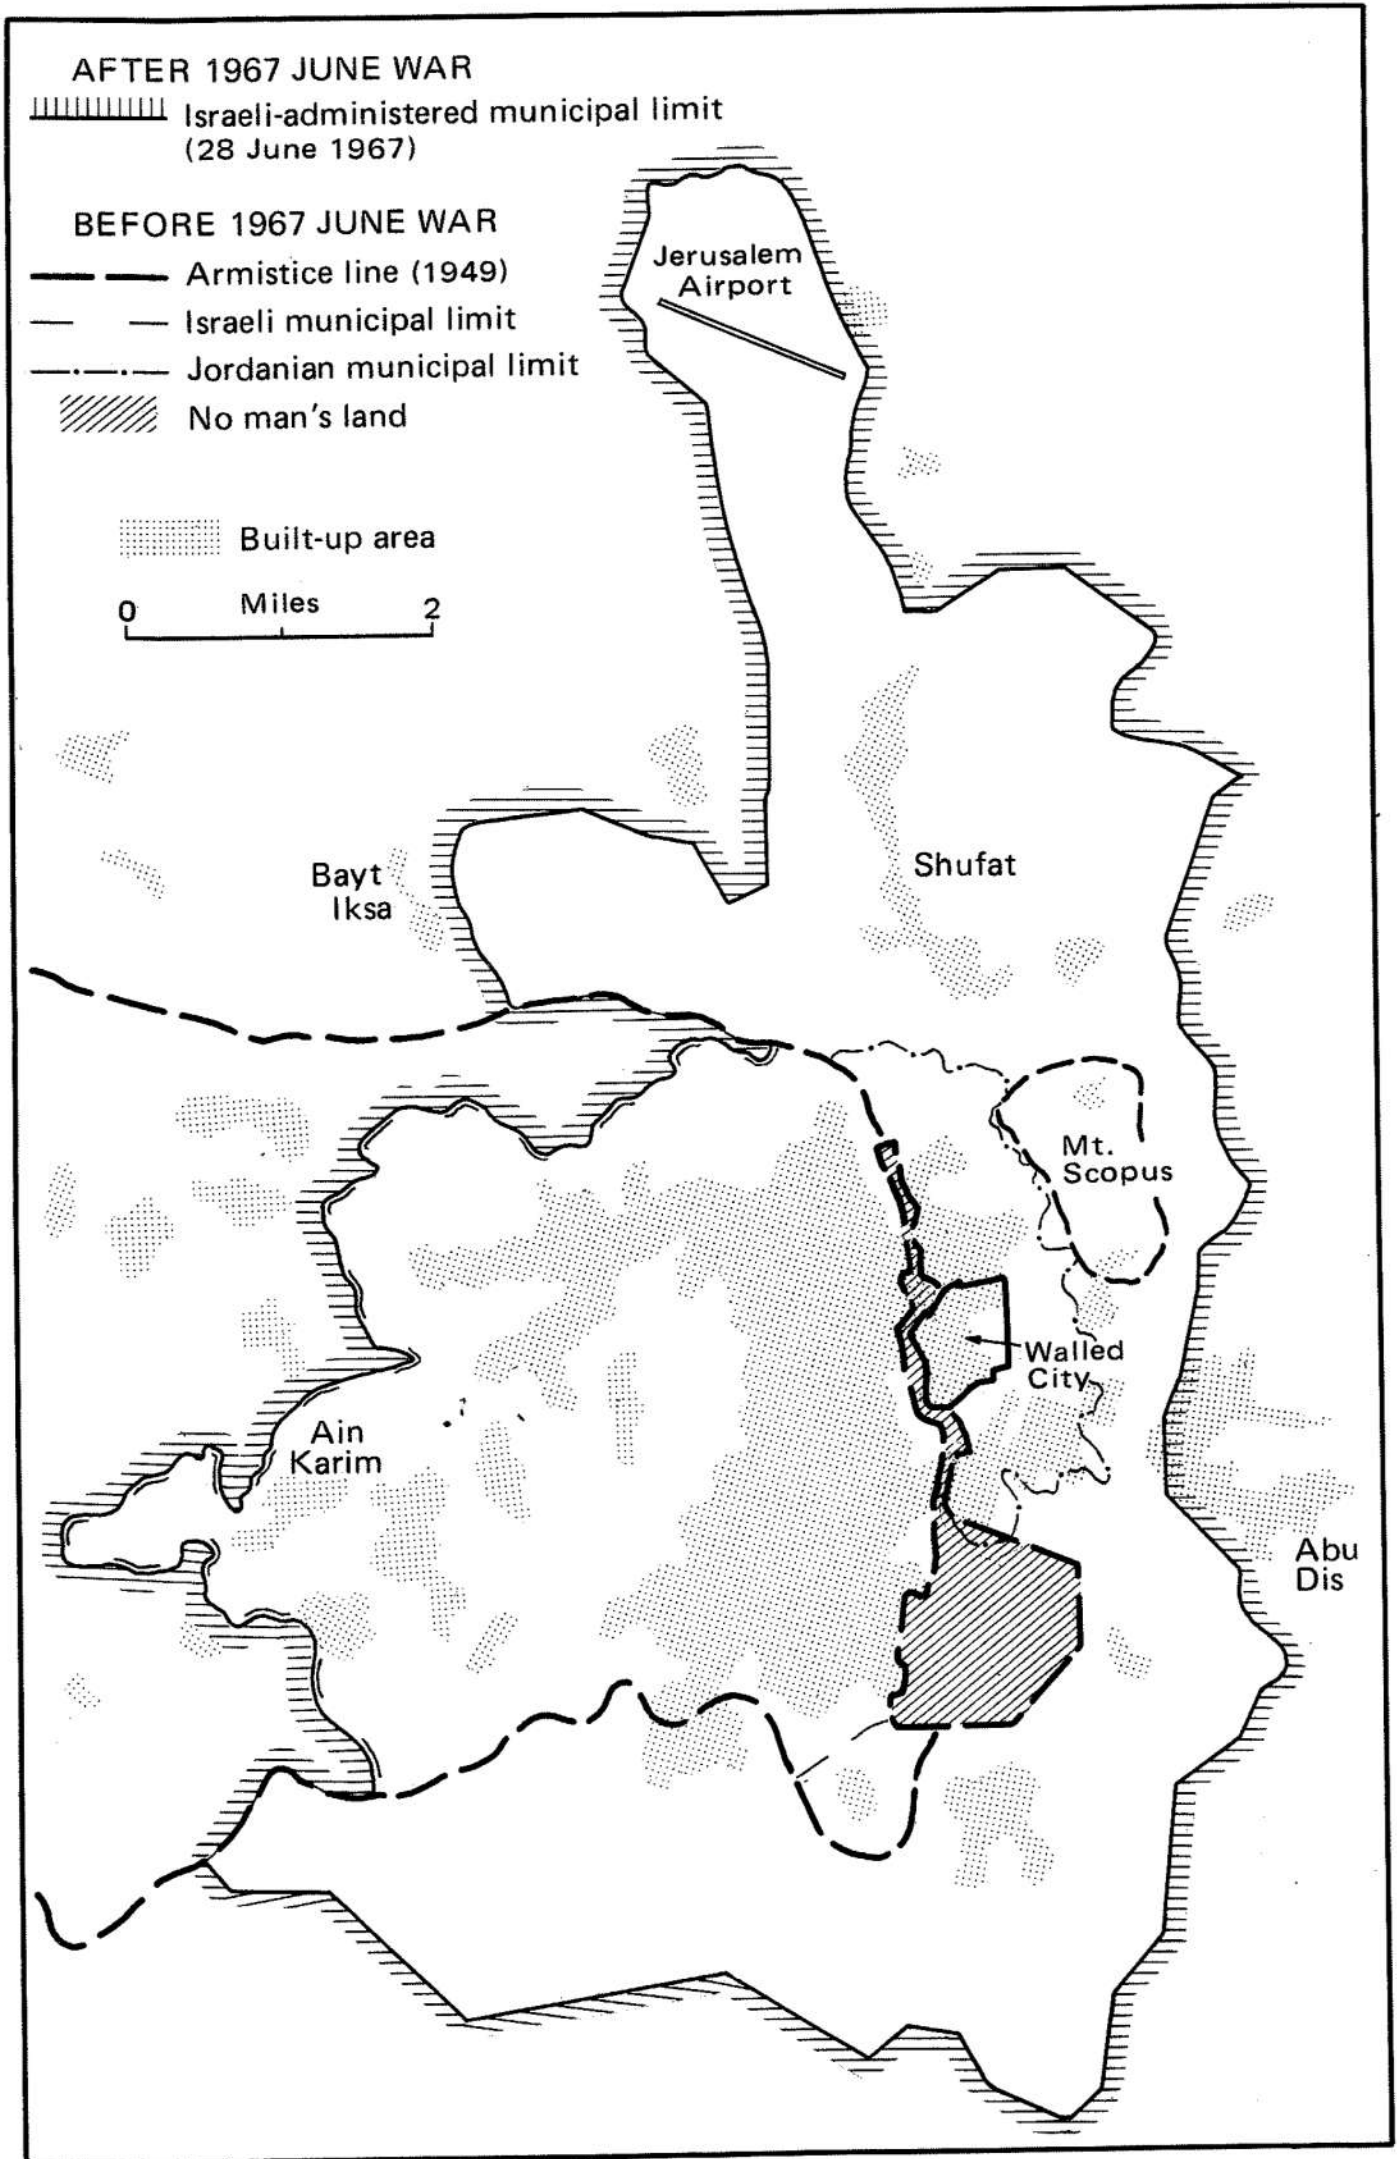 AFTER 1967 JUNE WAR
Israeli-administered municipal limit
(28 June 1967)
BEFORE 1967 JUNE WAR
Armistice line (1949)
Israeli municipal limit
Jordanian municipal limit
No man's land
Built-up area
0 Miles 2
Jerusalem
Airport
Bayt
Iksa
Shufat
Mt.
Scopus
Walled
City
Ain
Karim
Abu
Dis